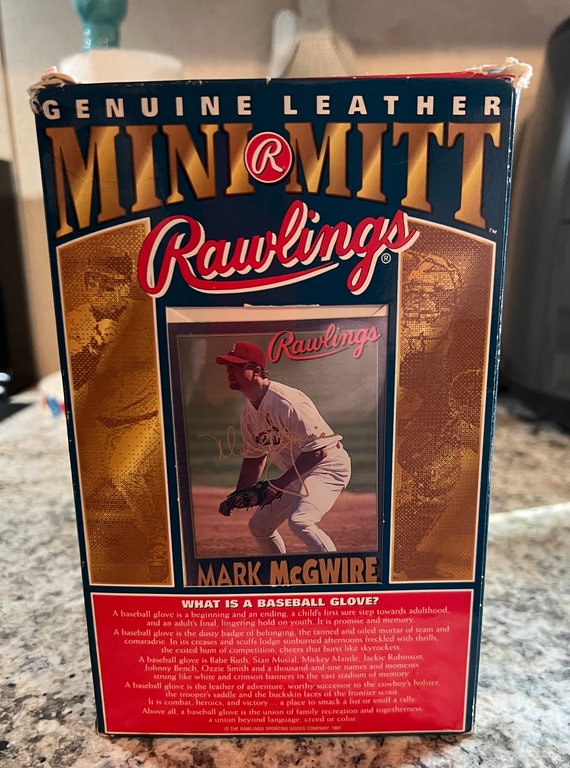 GENUINE LEATHER
MINI R MITT
™
Rawlings®
Rawlings
MARK McGWIRE
WHAT IS A BASEBALL GLOVE?
A baseball glove is a beginning and an ending, a child's first sure step towards adulthood,
and an adult's final, lingering hold on youth. It is promise and memory.
A baseball glove is the dusty badge of belonging, the tanned and oiled mortar of team and
comaradrie. In its creases and scuffs lodge sunburned afternoons freckled with thrills,
the exited hum of competition, cheers that burst like skyrockets.
A baseball glove is Babe Ruth, Stan Musial, Mickey Mantle, Jackie Robinson,
Johnny Bench, Ozzie Smith and a thousand-and-one names and moments
strung like white and crimson banners in the vast stadium of memory.
A baseball glove is the leather of adventure, worthy successor to the cowboy's holster,
the trooper's saddle and the buckskin laces of the frontier scout.
It is combat, heroics, and victory... a place to smack a fist or snuff a rally.
Above all, a baseball glove is the union of family recreation and togetherness:
a union beyond language, creed or color.
© THE RAWLINGS SPORTING GOODS COMPANY